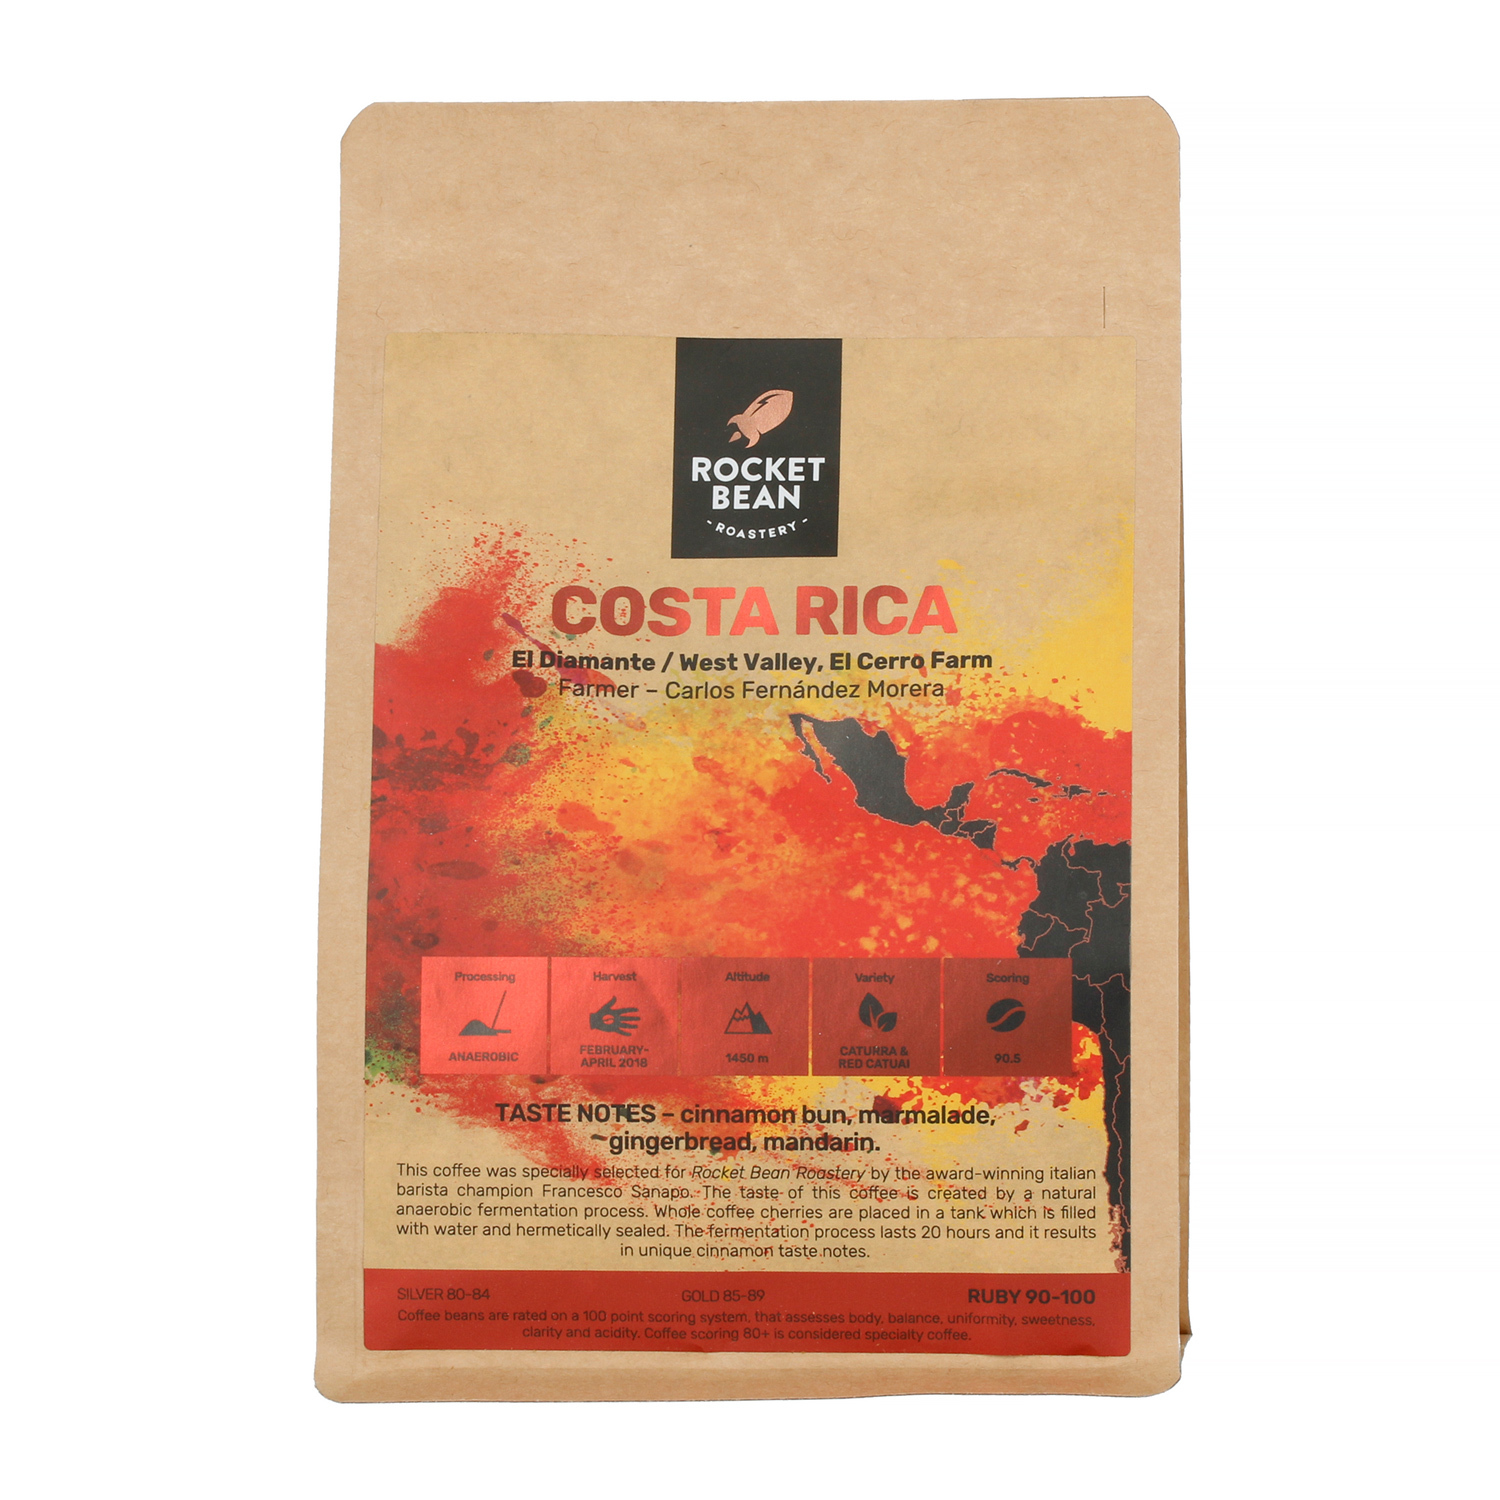 ROCKET
BEAN
- ROASTERY -
COSTA RICA
El Diamante / West Valley, El Cerro Farm
Farmer – Carlos Fernández Morera
Processing
ANAEROBIC
Harvest
FEBRUARY-
APRIL 2018
Altitude
1450 m
Variety
CATURRA &
RED CATUAI
Scoring
90.5
TASTE NOTES – cinnamon bun, marmalade,
gingerbread, mandarin.
This coffee was specially selected for Rocket Bean Roastery by the award-winning italian
barista champion Francesco Sanapo. The taste of this coffee is created by a natural
anaerobic fermentation process. Whole coffee cherries are placed in a tank which is filled
with water and hermetically sealed. The fermentation process lasts 20 hours and it results
in unique cinnamon taste notes.
SILVER 80-84 GOLD 85-89 RUBY 90-100
Coffee beans are rated on a 100 point scoring system, that assesses body, balance, uniformity, sweetness,
clarity and acidity. Coffee scoring 80+ is considered specialty coffee.